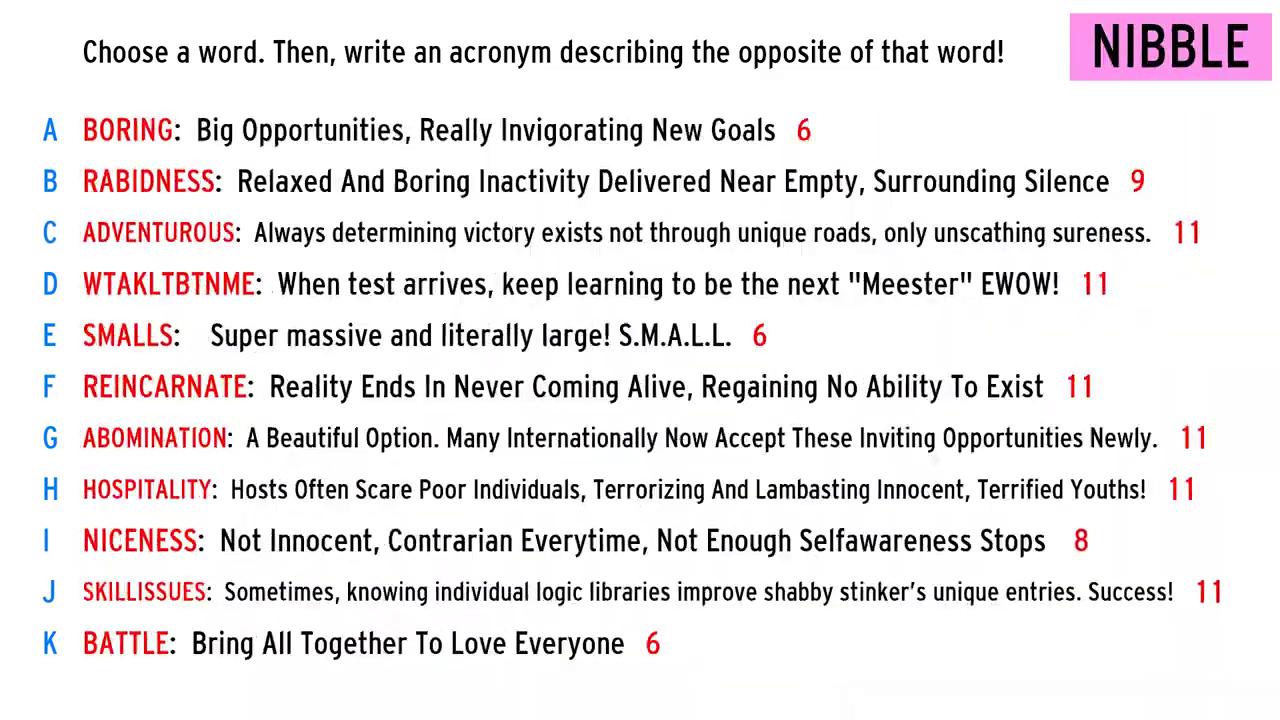 Choose a word. Then, write an acronym describing the opposite of that word!
NIBBLE
A BORING: Big Opportunities, Really Invigorating New Goals 6
B RABIDNESS: Relaxed And Boring Inactivity Delivered Near Empty, Surrounding Silence 9
C ADVENTUROUS: Always determining victory exists not through unique roads, only unscathing sureness. 11
D WTAKLTBTNME: When test arrives, keep learning to be the next "Meester" EWOW! 11
E SMALLS: Super massive and literally large! S.M.A.L.L. 6
F REINCARNATE: Reality Ends In Never Coming Alive, Regaining No Ability To Exist 11
G ABOMINATION: A Beautiful Option. Many Internationally Now Accept These Inviting Opportunities Newly. 11
H HOSPITALITY: Hosts Often Scare Poor Individuals, Terrorizing And Lambasting Innocent, Terrified Youths! 11
I NICENESS: Not Innocent, Contrarian Everytime, Not Enough Selfawareness Stops 8
J SKILLISSUES: Sometimes, knowing individual logic libraries improve shabby stinker's unique entries. Success! 11
K BATTLE: Bring All Together To Love Everyone 6